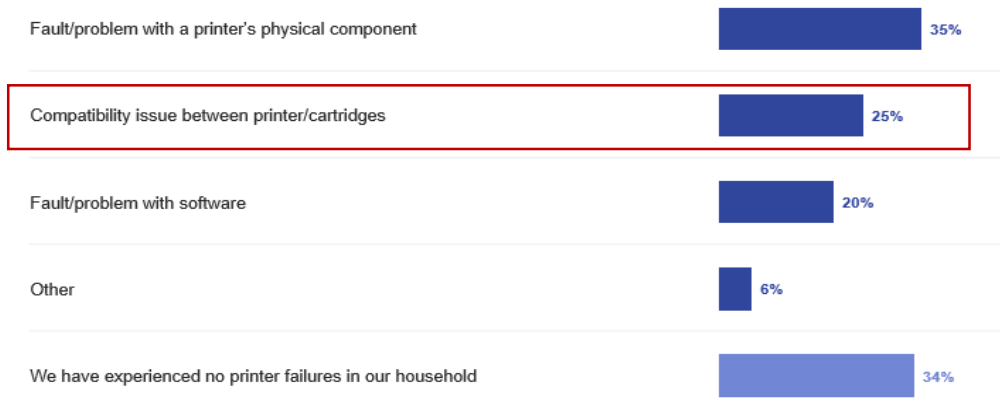 Fault/problem with a printer's physical component 35%
Compatibility issue between printer/cartridges 25%
Fault/problem with software 20%
Other 6%
We have experienced no printer failures in our household 34%